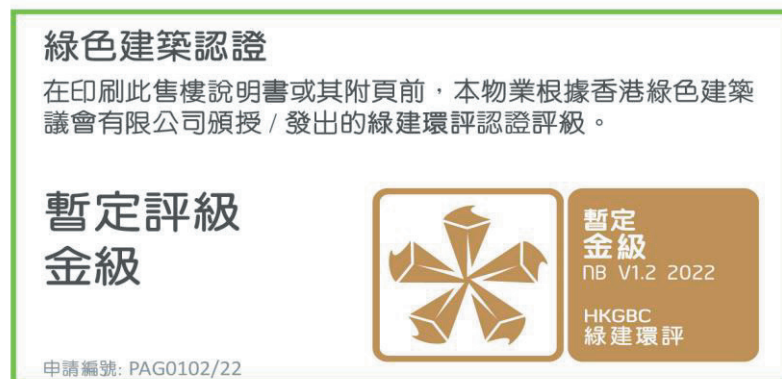 綠色建築認證
在印刷此售樓說明書或其附頁前，本物業根據香港綠色建築
議會有限公司頒授 / 發出的綠建環評認證評級。
暫定評級
金級
暫定
金級
NB V1.2 2022
HKGBC
綠建環評
申請編號: PAG0102/22